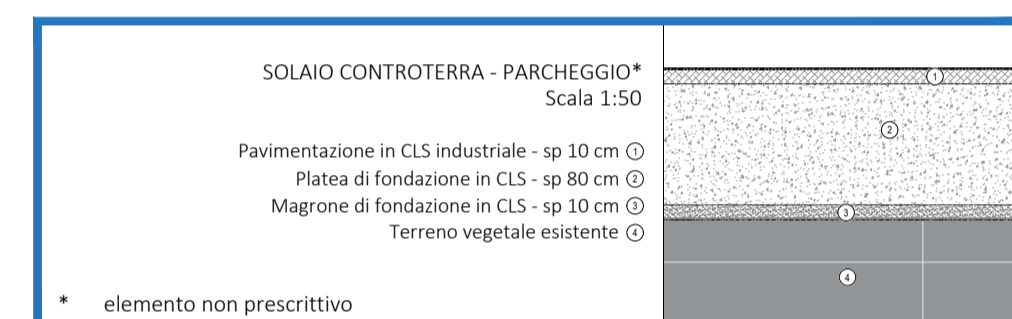 SOLAIO CONTROTERRA - PARCHEGGIO*
Scala 1:50
Pavimentazione in CLS industriale - sp 10 cm ①
Platea di fondazione in CLS - sp 80 cm ②
Magrone di fondazione in CLS - sp 10 cm ③
Terreno vegetale esistente ④
* elemento non prescrittivo
①
②
③
④